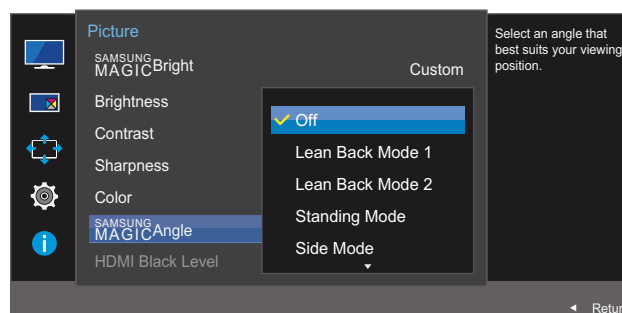 Picture
SAMSUNG
MAGICBright
Custom
Brightness
Contrast
Sharpness
Color
SAMSUNG
MAGICAngle
HDMI Black Level
Off
Lean Back Mode 1
Lean Back Mode 2
Standing Mode
Side Mode
Select an angle that
best suits your viewing
position.